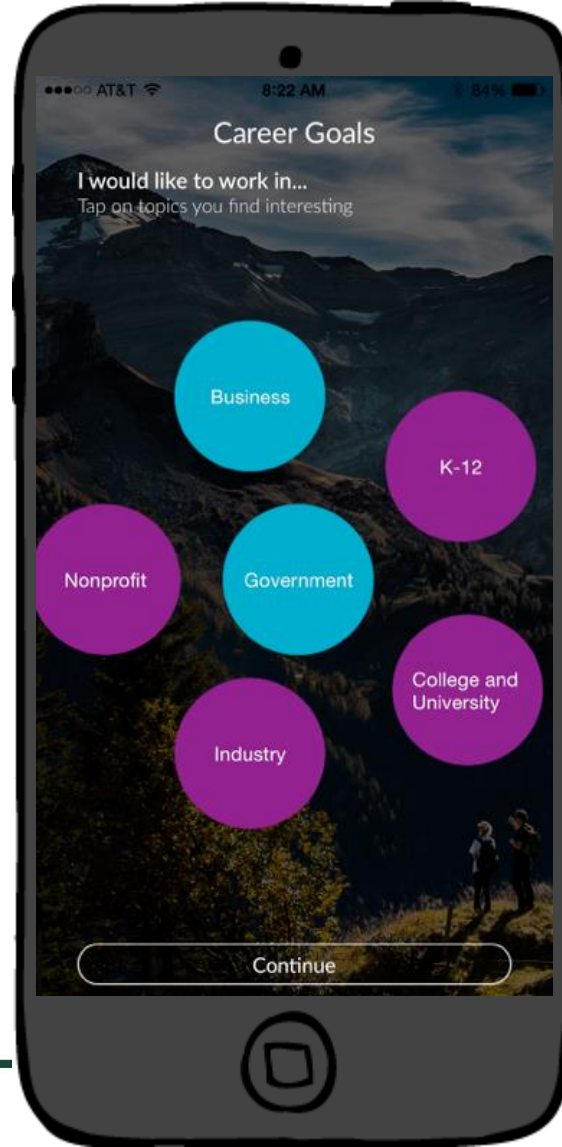 AT&T 8:22 AM 84%
Career Goals
I would like to work in...
Tap on topics you find interesting
Business
K-12
Nonprofit
Government
College and
University
Industry
Continue